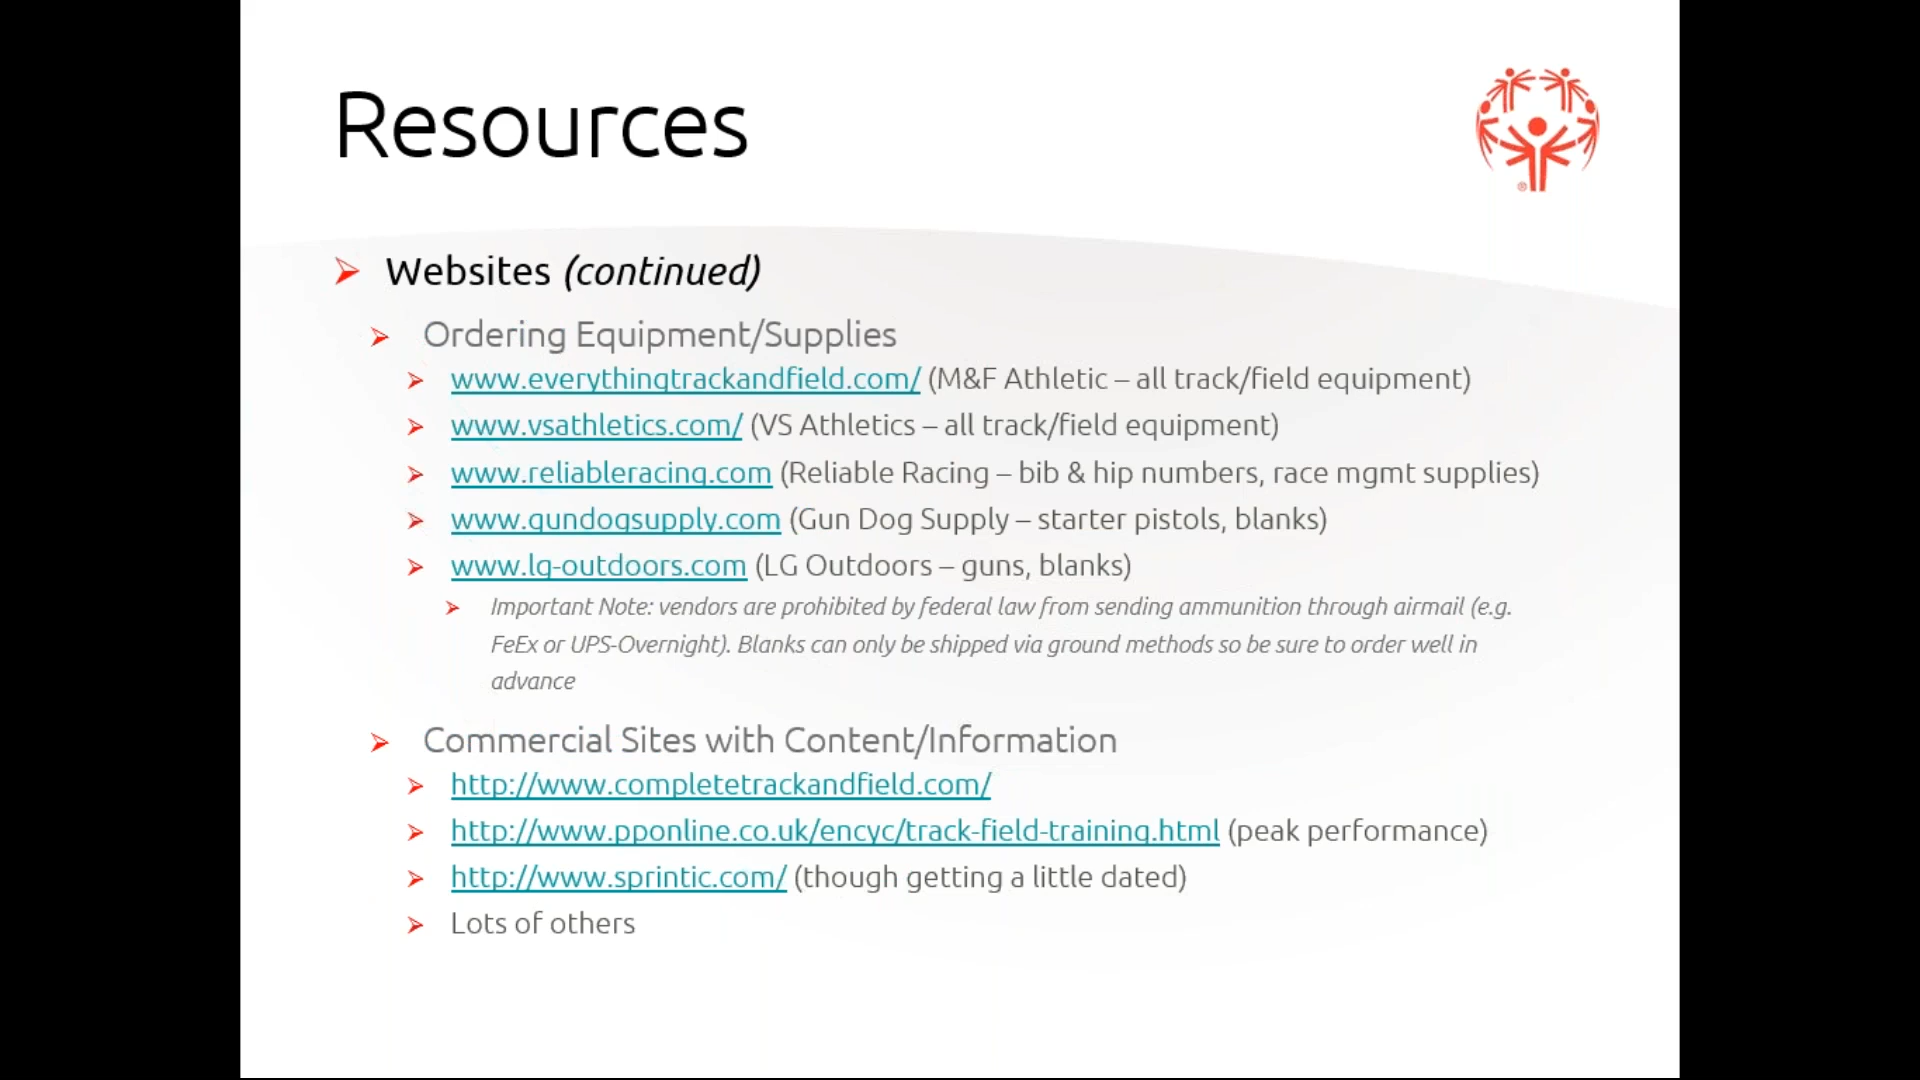 Resources
Websites (continued)
Ordering Equipment/Supplies
www.everythingtrackandfield.com/ (M&F Athletic – all track/field equipment)
www.vsathletics.com/ (VS Athletics – all track/field equipment)
www.reliableracing.com (Reliable Racing – bib & hip numbers, race mgmt supplies)
www.gundogsupply.com (Gun Dog Supply – starter pistols, blanks)
www.lg-outdoors.com (LG Outdoors – guns, blanks)
Important Note: vendors are prohibited by federal law from sending ammunition through airmail (e.g.
FeEx or UPS-Overnight). Blanks can only be shipped via ground methods so be sure to order well in
advance
Commercial Sites with Content/Information
http://www.completetrackandfield.com/
http://www.pponline.co.uk/encyc/track-field-training.html (peak performance)
http://www.sprintic.com/ (though getting a little dated)
Lots of others